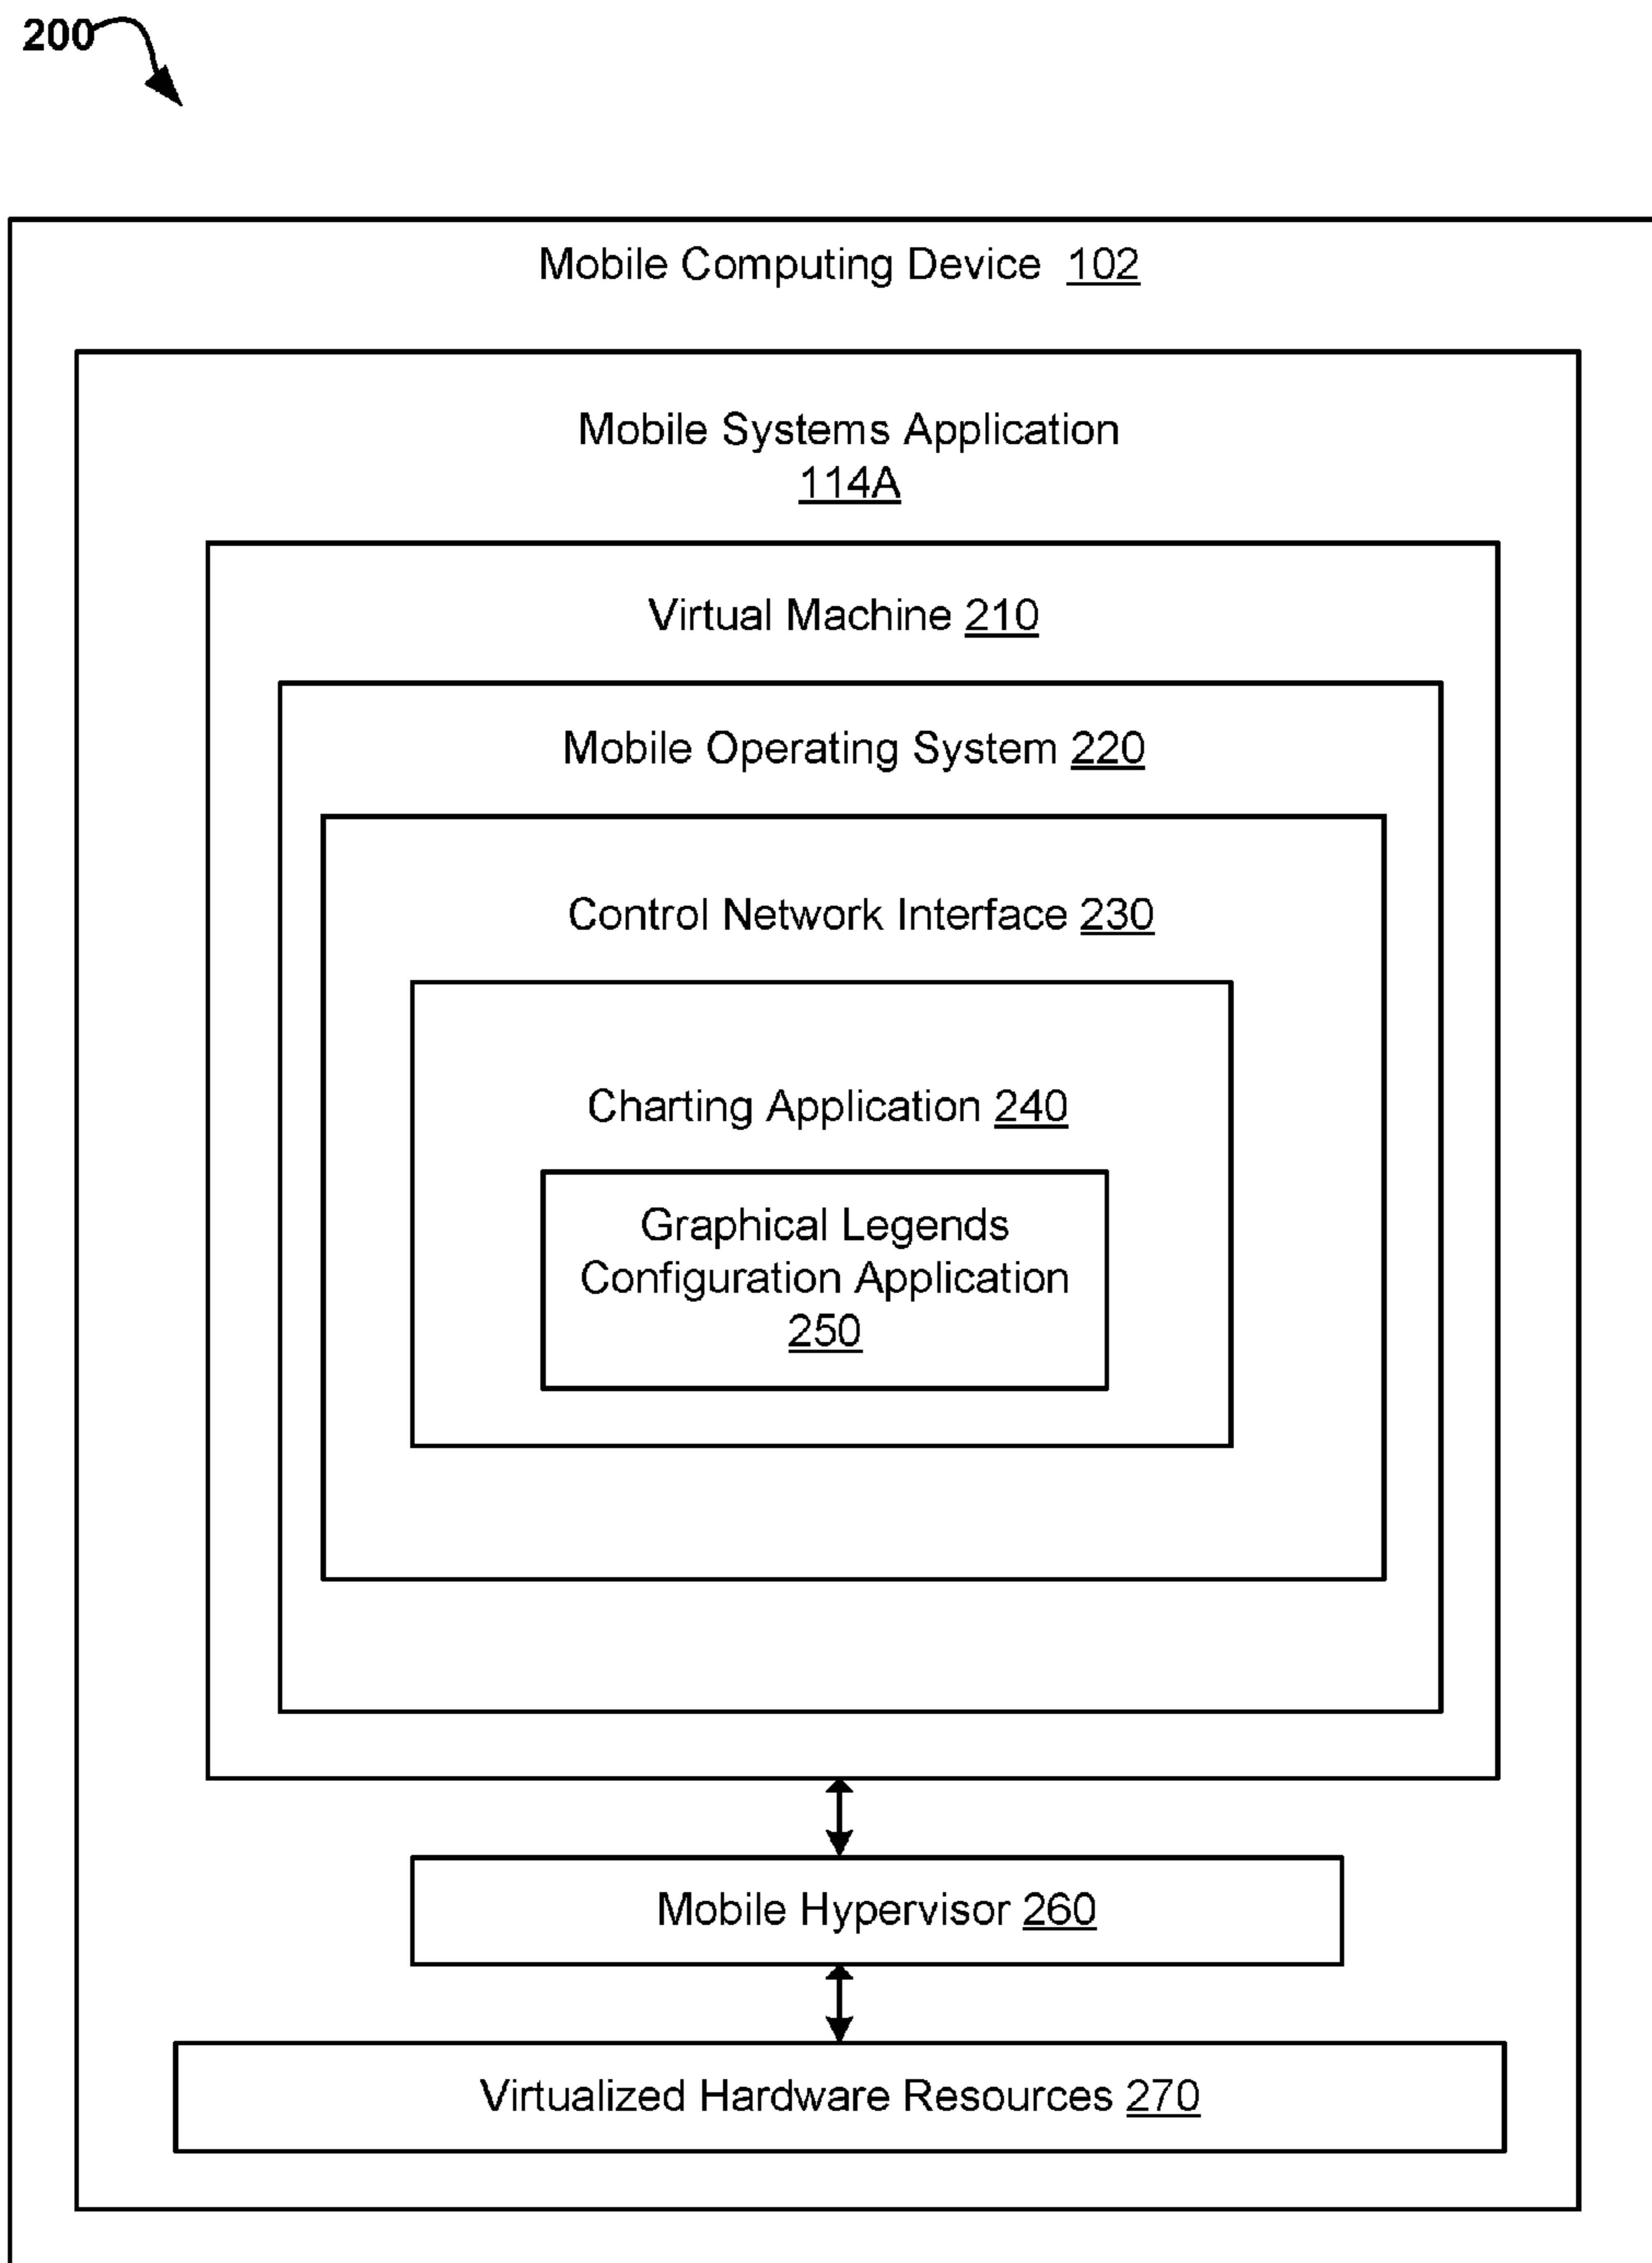 200
Mobile Computing Device 102
Mobile Systems Application
114A
Virtual Machine 210
Mobile Operating System 220
Control Network Interface 230
Charting Application 240
Graphical Legends
Configuration Application
250
Mobile Hypervisor 260
Virtualized Hardware Resources 270